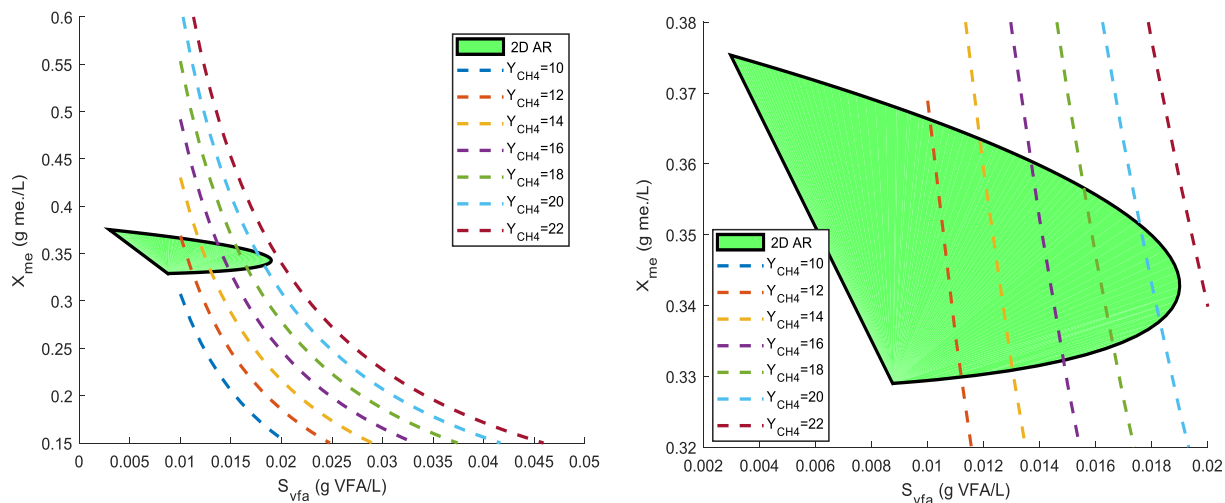 0.6
0.55
0.5
0.45
0.4
0.35
0.3
0.25
0.2
0.15
X_me (g me./L)
0 0.005 0.01 0.015 0.02 0.025 0.03 0.035 0.04 0.045 0.05
S_vfa (g VFA/L)
2D AR
Y_CH4=10
Y_CH4=12
Y_CH4=14
Y_CH4=16
Y_CH4=18
Y_CH4=20
Y_CH4=22
0.38
0.37
0.36
0.35
0.34
0.33
0.32
X_me (g me./L)
0.002 0.004 0.006 0.008 0.01 0.012 0.014 0.016 0.018 0.02
S_vfa (g VFA/L)
2D AR
Y_CH4=10
Y_CH4=12
Y_CH4=14
Y_CH4=16
Y_CH4=18
Y_CH4=20
Y_CH4=22